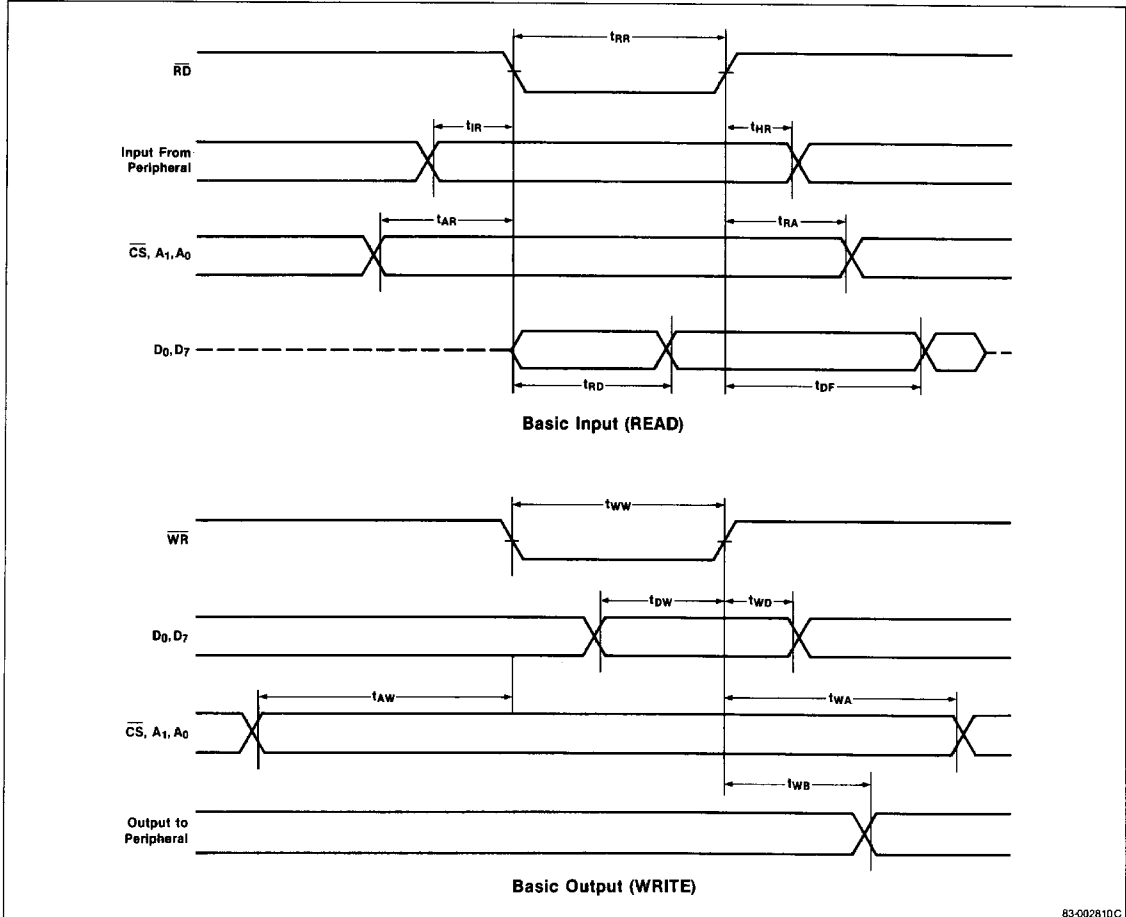 tRR
RD
tIR
tHR
Input From
Peripheral
tAR
tRA
CS, A1, A0
D0, D7
tRD
tDF
Basic Input (READ)
tWW
WR
tDW
tWD
D0, D7
tAW
tWA
CS, A1, A0
tWB
Output to
Peripheral
Basic Output (WRITE)
83-002810C